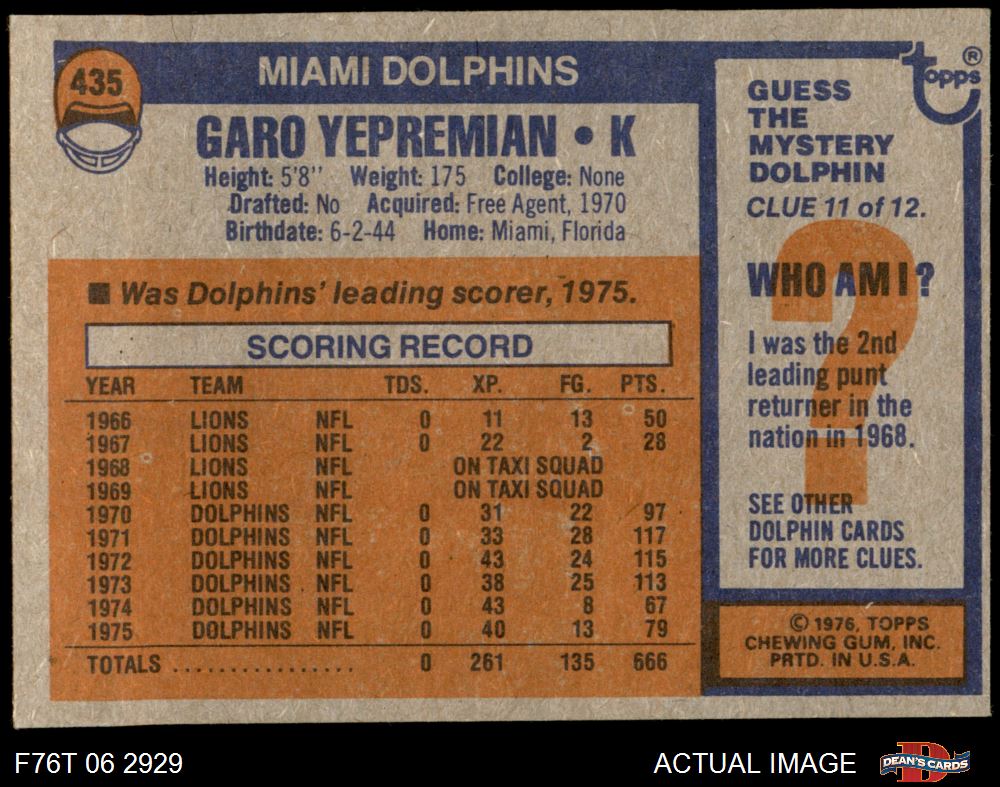 435
MIAMI DOLPHINS
GARO YEPREMIAN • K
Height: 5'8" Weight: 175 College: None
Drafted: No Acquired: Free Agent, 1970
Birthdate: 6-2-44 Home: Miami, Florida
■ Was Dolphins' leading scorer, 1975.
SCORING RECORD
YEAR TEAM TDS. XP. FG. PTS.
1966 LIONS NFL 0 11 13 50
1967 LIONS NFL 0 22 2 28
1968 LIONS NFL ON TAXI SQUAD
1969 LIONS NFL ON TAXI SQUAD
1970 DOLPHINS NFL 0 31 22 97
1971 DOLPHINS NFL 0 33 28 117
1972 DOLPHINS NFL 0 43 24 115
1973 DOLPHINS NFL 0 38 25 113
1974 DOLPHINS NFL 0 43 8 67
1975 DOLPHINS NFL 0 40 13 79
TOTALS ................ 0 261 135 666
topps ®
GUESS
THE
MYSTERY
DOLPHIN
CLUE 11 of 12.
WHO AM I?
I was the 2nd
leading punt
returner in the
nation in 1968.
SEE OTHER
DOLPHIN CARDS
FOR MORE CLUES.
© 1976, TOPPS
CHEWING GUM, INC.
PRTD. IN U.S.A.
F76T 06 2929
ACTUAL IMAGE
DEAN'S CARDS